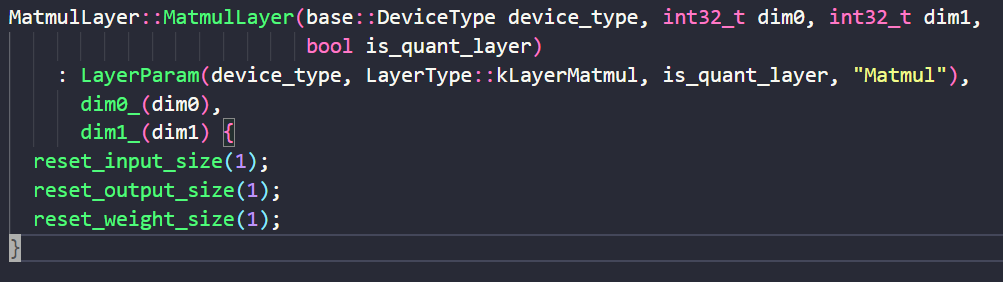 MatmulLayer::MatmulLayer(base::DeviceType device_type, int32_t dim0, int32_t dim1,
                         bool is_quant_layer)
    : LayerParam(device_type, LayerType::kLayerMatmul, is_quant_layer, "Matmul"),
      dim0_(dim0),
      dim1_(dim1) {
  reset_input_size(1);
  reset_output_size(1);
  reset_weight_size(1);
}